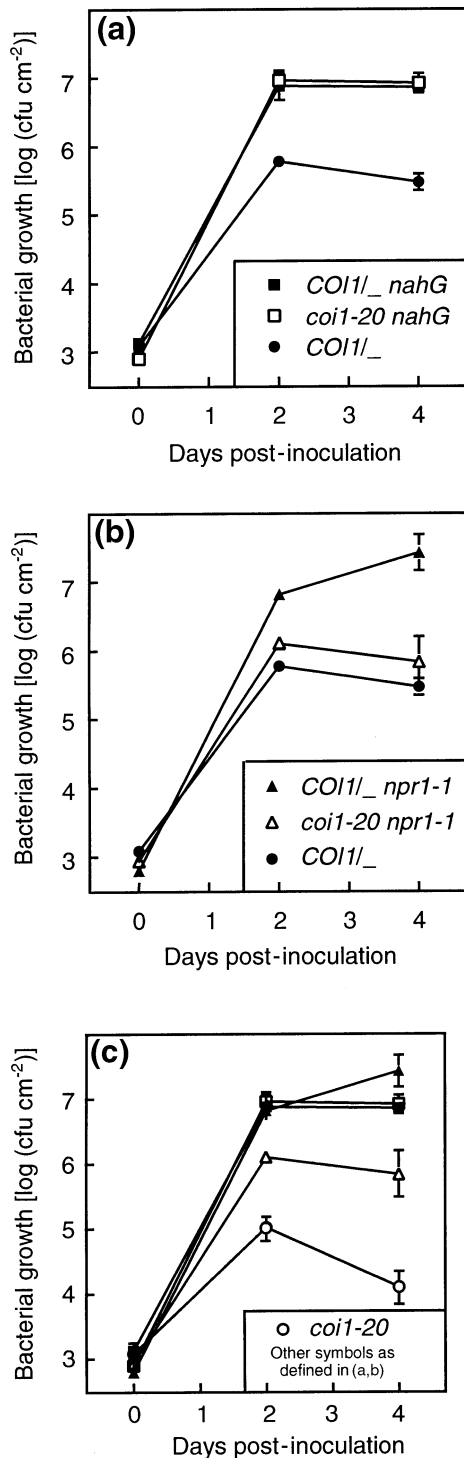 (a)
Bacterial growth [log (cfu cm-2)]
7
6
5
4
3
COI1/_ nahG
coi1-20 nahG
COI1/_
0 1 2 3 4
Days post-inoculation
(b)
Bacterial growth [log (cfu cm-2)]
7
6
5
4
3
COI1/_ npr1-1
coi1-20 npr1-1
COI1/_
0 1 2 3 4
Days post-inoculation
(c)
Bacterial growth [log (cfu cm-2)]
7
6
5
4
3
coi1-20
Other symbols as
defined in (a,b)
0 1 2 3 4
Days post-inoculation